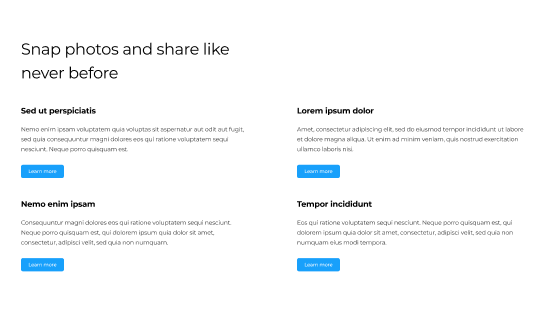 Snap photos and share like
never before
Sed ut perspiciatis
Nemo enim ipsam voluptatem quia voluptas sit aspernatur aut odit aut fugit,
sed quia consequuntur magni dolores eos qui ratione voluptatem sequi
nesciunt. Neque porro quisquam est.
Learn more
Lorem ipsum dolor
Amet, consectetur adipiscing elit, sed do eiusmod tempor incididunt ut labore
et dolore magna aliqua. Ut enim ad minim veniam, quis nostrud exercitation
ullamco laboris nisi.
Learn more
Nemo enim ipsam
Consequuntur magni dolores eos qui ratione voluptatem sequi nesciunt.
Neque porro quisquam est, qui dolorem ipsum quia dolor sit amet,
consectetur, adipisci velit, sed quia non numquam.
Learn more
Tempor incididunt
Eos qui ratione voluptatem sequi nesciunt. Neque porro quisquam est, qui
dolorem ipsum quia dolor sit amet, consectetur, adipisci velit, sed quia non
numquam eius modi tempora.
Learn more